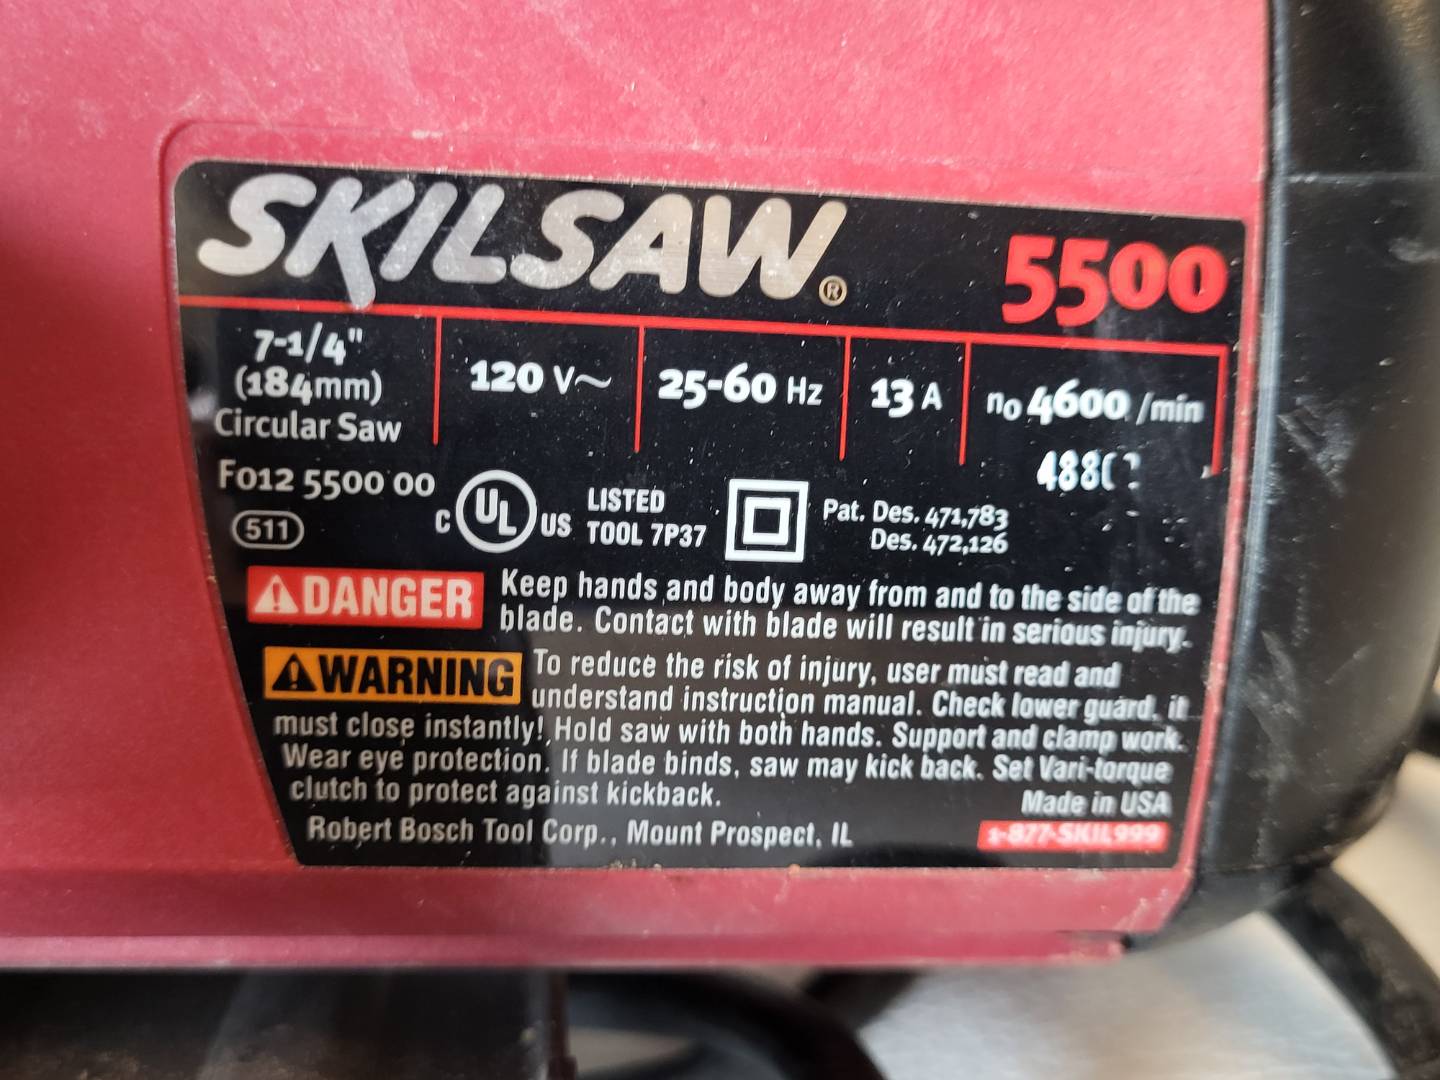 SKILSAW® 5500
7-1/4"
(184mm)
Circular Saw
120 V~
25-60 Hz
13 A
no 4600 /min
F012 5500 00
511
C UL US
LISTED
TOOL 7P37
Pat. Des. 471,783
Des. 472,126
DANGER Keep hands and body away from and to the side of the
blade. Contact with blade will result in serious injury.
WARNING To reduce the risk of injury, user must read and
understand instruction manual. Check lower guard, it
must close instantly! Hold saw with both hands. Support and clamp work.
Wear eye protection. If blade binds, saw may kick back. Set Vari-torque
clutch to protect against kickback.
Made in USA
Robert Bosch Tool Corp., Mount Prospect, IL
1-877-SKIL999